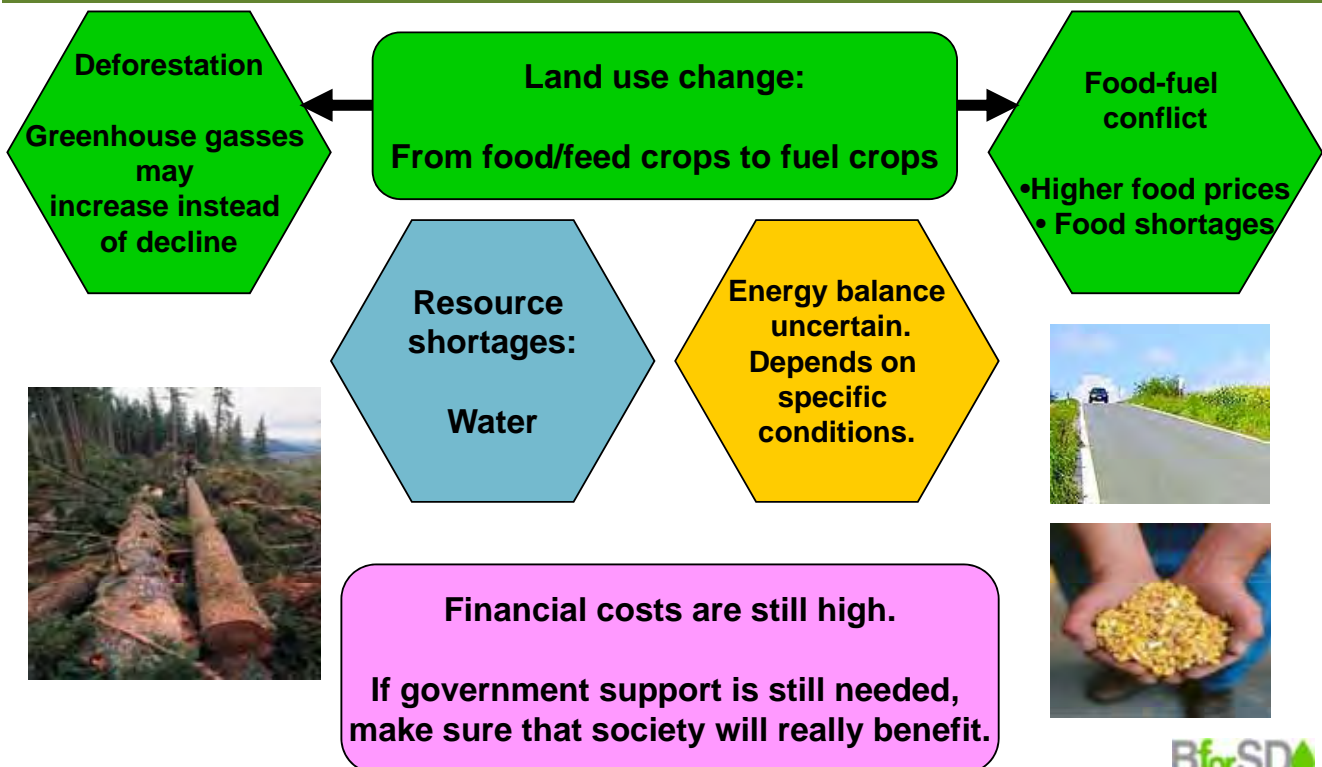 Deforestation
Greenhouse gasses
may
increase instead
of decline
Land use change:
From food/feed crops to fuel crops
Food-fuel
conflict
•Higher food prices
• Food shortages
Resource
shortages:
Water
Energy balance
uncertain.
Depends on
specific
conditions.
Financial costs are still high.
If government support is still needed,
make sure that society will really benefit.
BforSD